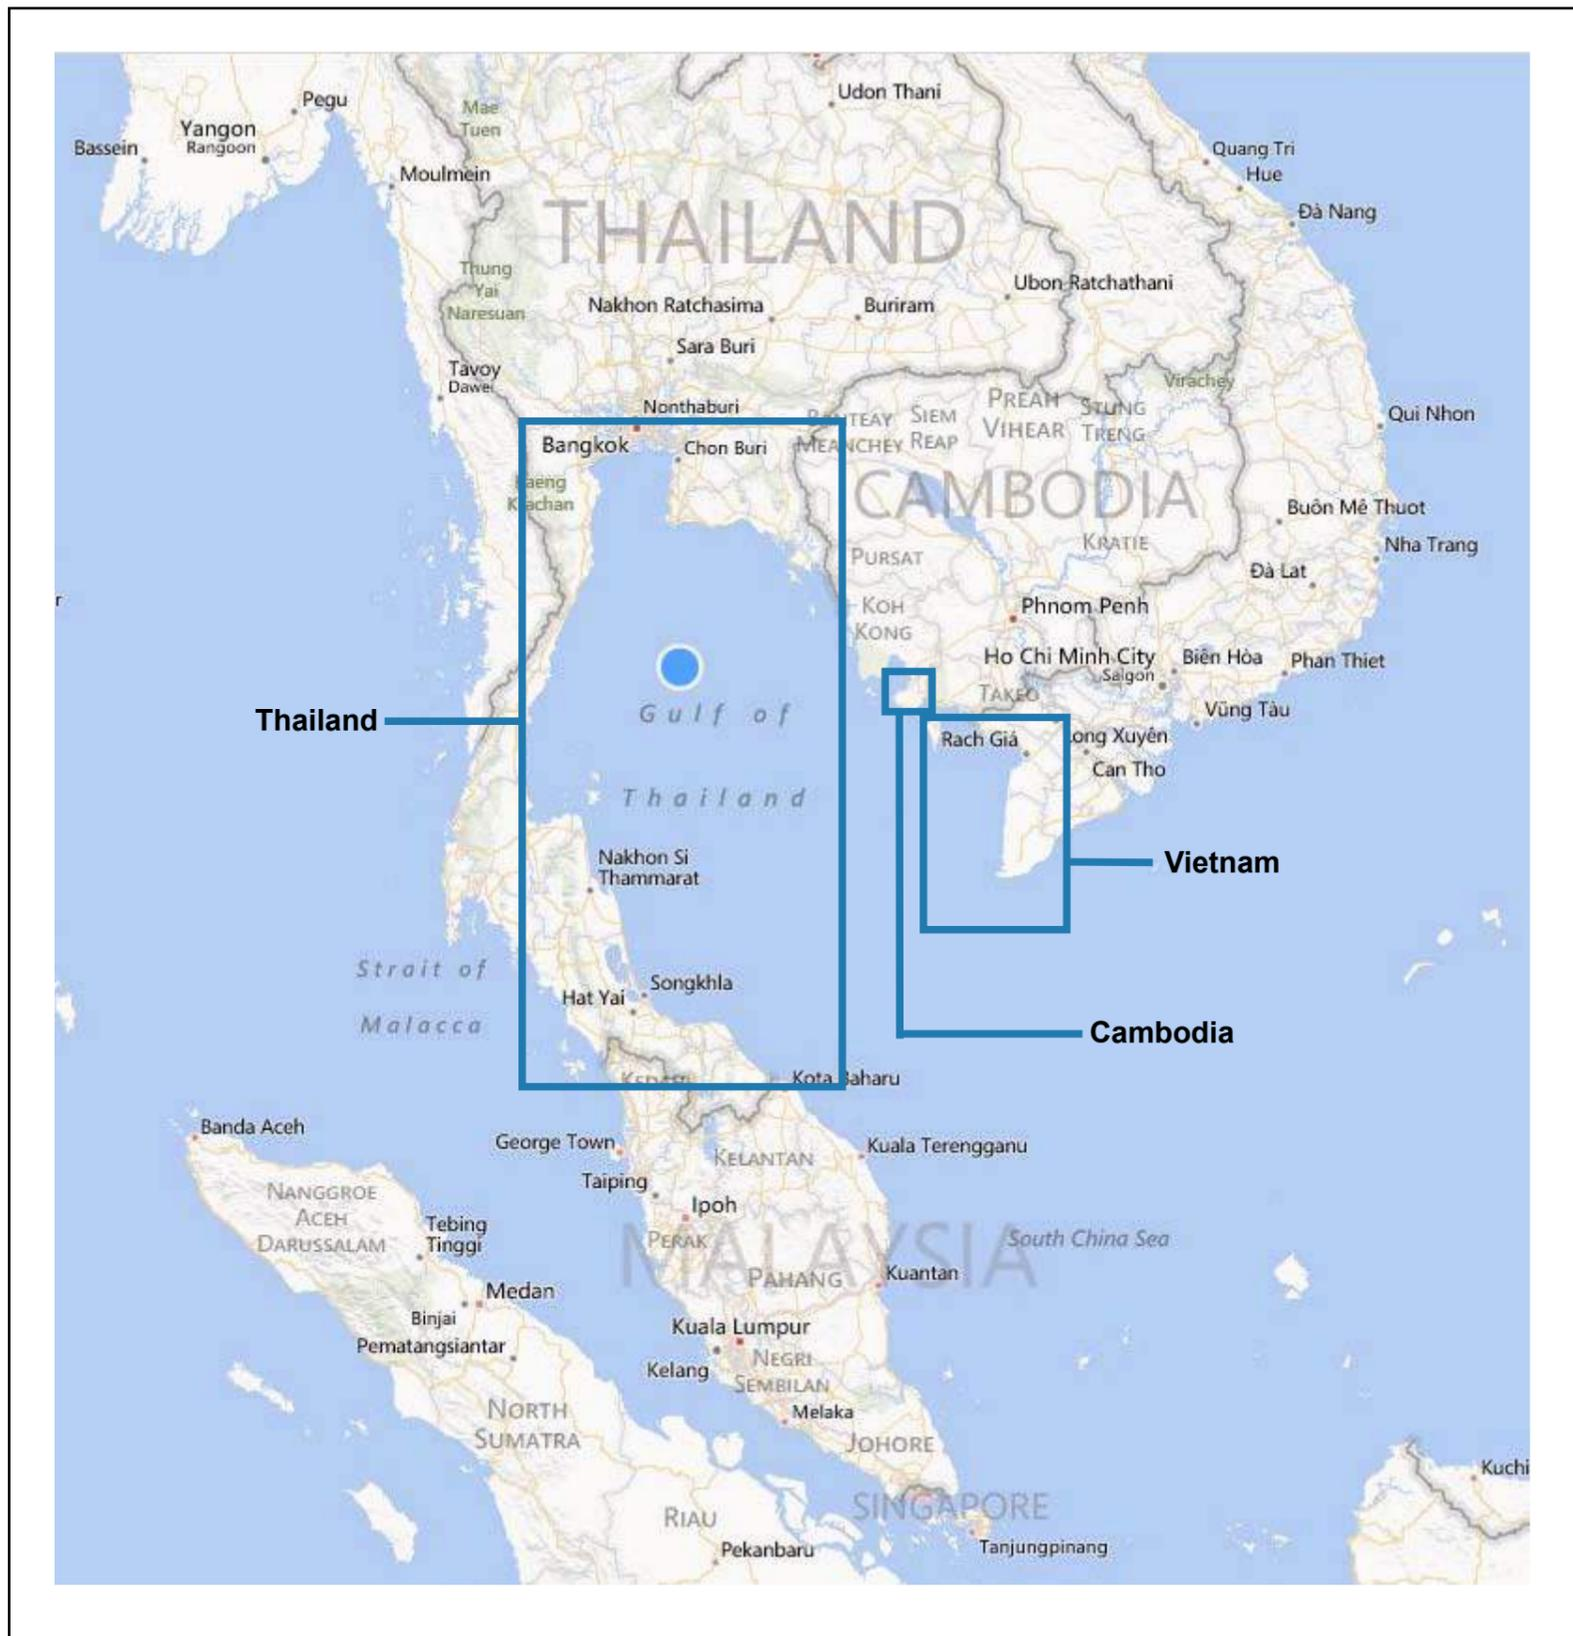 Pegu
Udon Thani
Mae
Tuen
Yangon
Rangoon
Bassein
Quang Tri
Moulmein
Hue
Đà Nang
THAILAND
Thung
Yai
Naresuan
Ubon Ratchathani
Nakhon Ratchasima
Buriram
Sara Buri
Tavoy
Dawei
Virachey
Nonthaburi
SIEM
REAP
PREAH
VIHEAR
STUNG
TRENG
Qui Nhon
MEANCHEY
Bangkok
Chon Buri
CAMBODIA
Buôn Mê Thuot
KRATIE
Nha Trang
PURSAT
Đà Lat
r
KOH
KONG
Phnom Penh
Ho Chi Minh City
Saigon
Biên Hòa
Phan Thiet
TAKEO
Gulf of
Thailand
Thailand
Vũng Tàu
Rach Giá
Long Xuyên
Can Tho
Nakhon Si
Thammarat
Vietnam
Strait of
Malacca
Songkhla
Hat Yai
Cambodia
Kota Baharu
Banda Aceh
George Town
Kuala Terengganu
KELANTAN
Taiping
NANGGROE
ACEH
DARUSSALAM
Ipoh
Tebing
Tinggi
PERAK
MALAYSIA
South China Sea
PAHANG
Kuantan
Medan
Binjai
Kuala Lumpur
Pematangsiantar
Kelang
NEGRI
SEMBILAN
NORTH
SUMATRA
Melaka
JOHORE
Kuchi
SINGAPORE
RIAU
Tanjungpinang
Pekanbaru